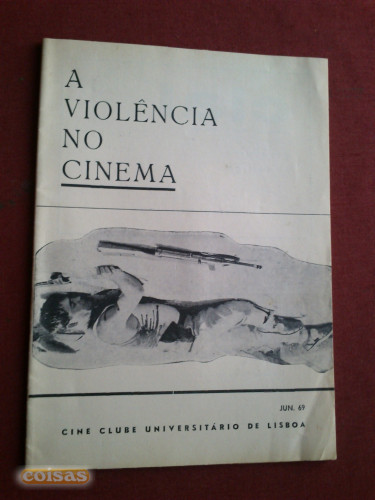 A
VIOLÊNCIA
NO
CINEMA
JUN. 69
CINE CLUBE UNIVERSITÁRIO DE LISBOA
coisas